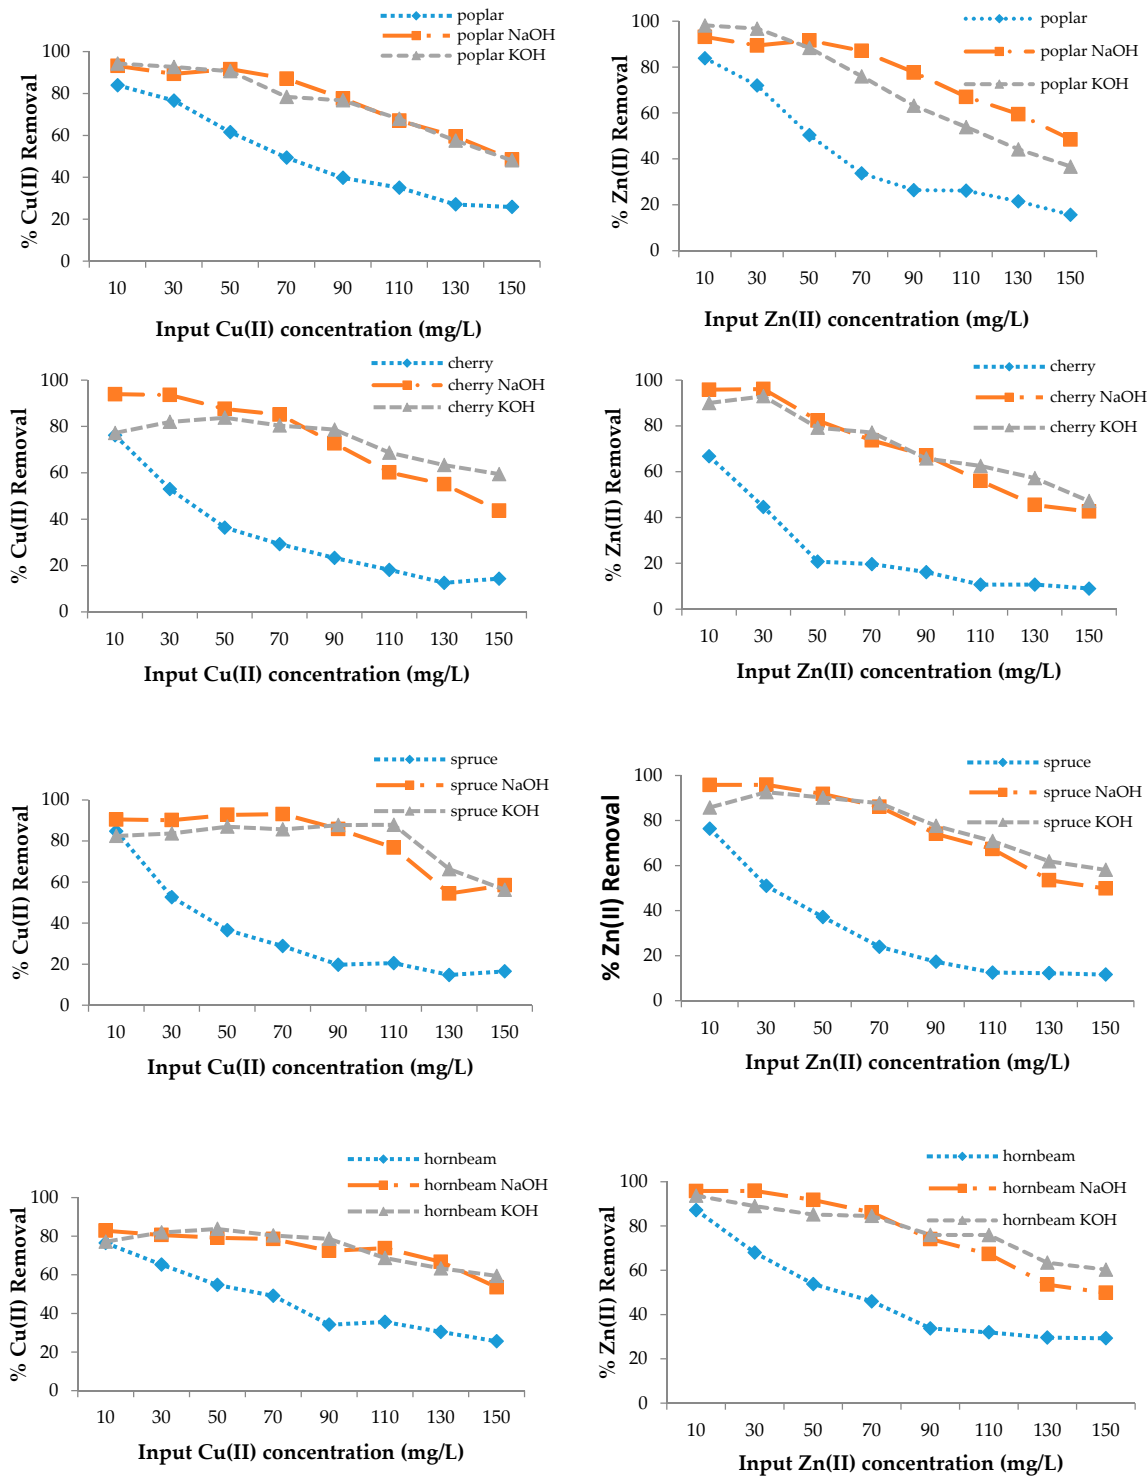 poplar
poplar NaOH
poplar KOH
100
80
60
40
20
0
% Cu(II) Removal
10 30 50 70 90 110 130 150
Input Cu(II) concentration (mg/L)
poplar
poplar NaOH
poplar KOH
100
80
60
40
20
0
% Zn(II) Removal
10 30 50 70 90 110 130 150
Input Zn(II) concentration (mg/L)
cherry
cherry NaOH
cherry KOH
100
80
60
40
20
0
% Cu(II) Removal
10 30 50 70 90 110 130 150
Input Cu(II) concentration (mg/L)
cherry
cherry NaOH
cherry KOH
100
80
60
40
20
0
% Zn(II) Removal
10 30 50 70 90 110 130 150
Input Zn(II) concentration (mg/L)
spruce
spruce NaOH
spruce KOH
100
80
60
40
20
0
% Cu(II) Removal
10 30 50 70 90 110 130 150
Input Cu(II) concentration (mg/L)
spruce
spruce NaOH
spruce KOH
100
80
60
40
20
0
% Zn(II) Removal
10 30 50 70 90 110 130 150
Input Zn(II) concentration (mg/L)
hornbeam
hornbeam NaOH
hornbeam KOH
100
80
60
40
20
0
% Cu(II) Removal
10 30 50 70 90 110 130 150
Input Cu(II) concentration (mg/L)
hornbeam
hornbeam NaOH
hornbeam KOH
100
80
60
40
20
0
% Zn(II) Removal
10 30 50 70 90 110 130 150
Input Zn(II) concentration (mg/L)